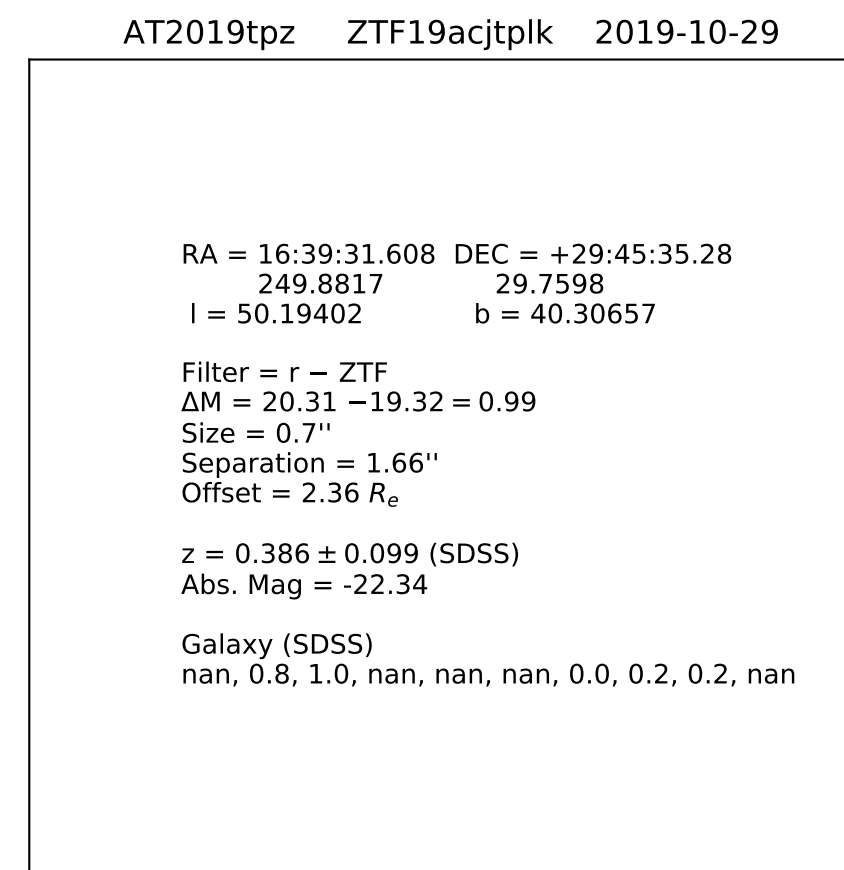 AT2019tpz ZTF19acjtplk 2019-10-29
RA = 16:39:31.608 DEC = +29:45:35.28
249.8817 29.7598
l = 50.19402 b = 40.30657
Filter = r − ZTF
ΔM = 20.31 −19.32 = 0.99
Size = 0.7''
Separation = 1.66''
Offset = 2.36 Re
z = 0.386 ± 0.099 (SDSS)
Abs. Mag = -22.34
Galaxy (SDSS)
nan, 0.8, 1.0, nan, nan, nan, 0.0, 0.2, 0.2, nan